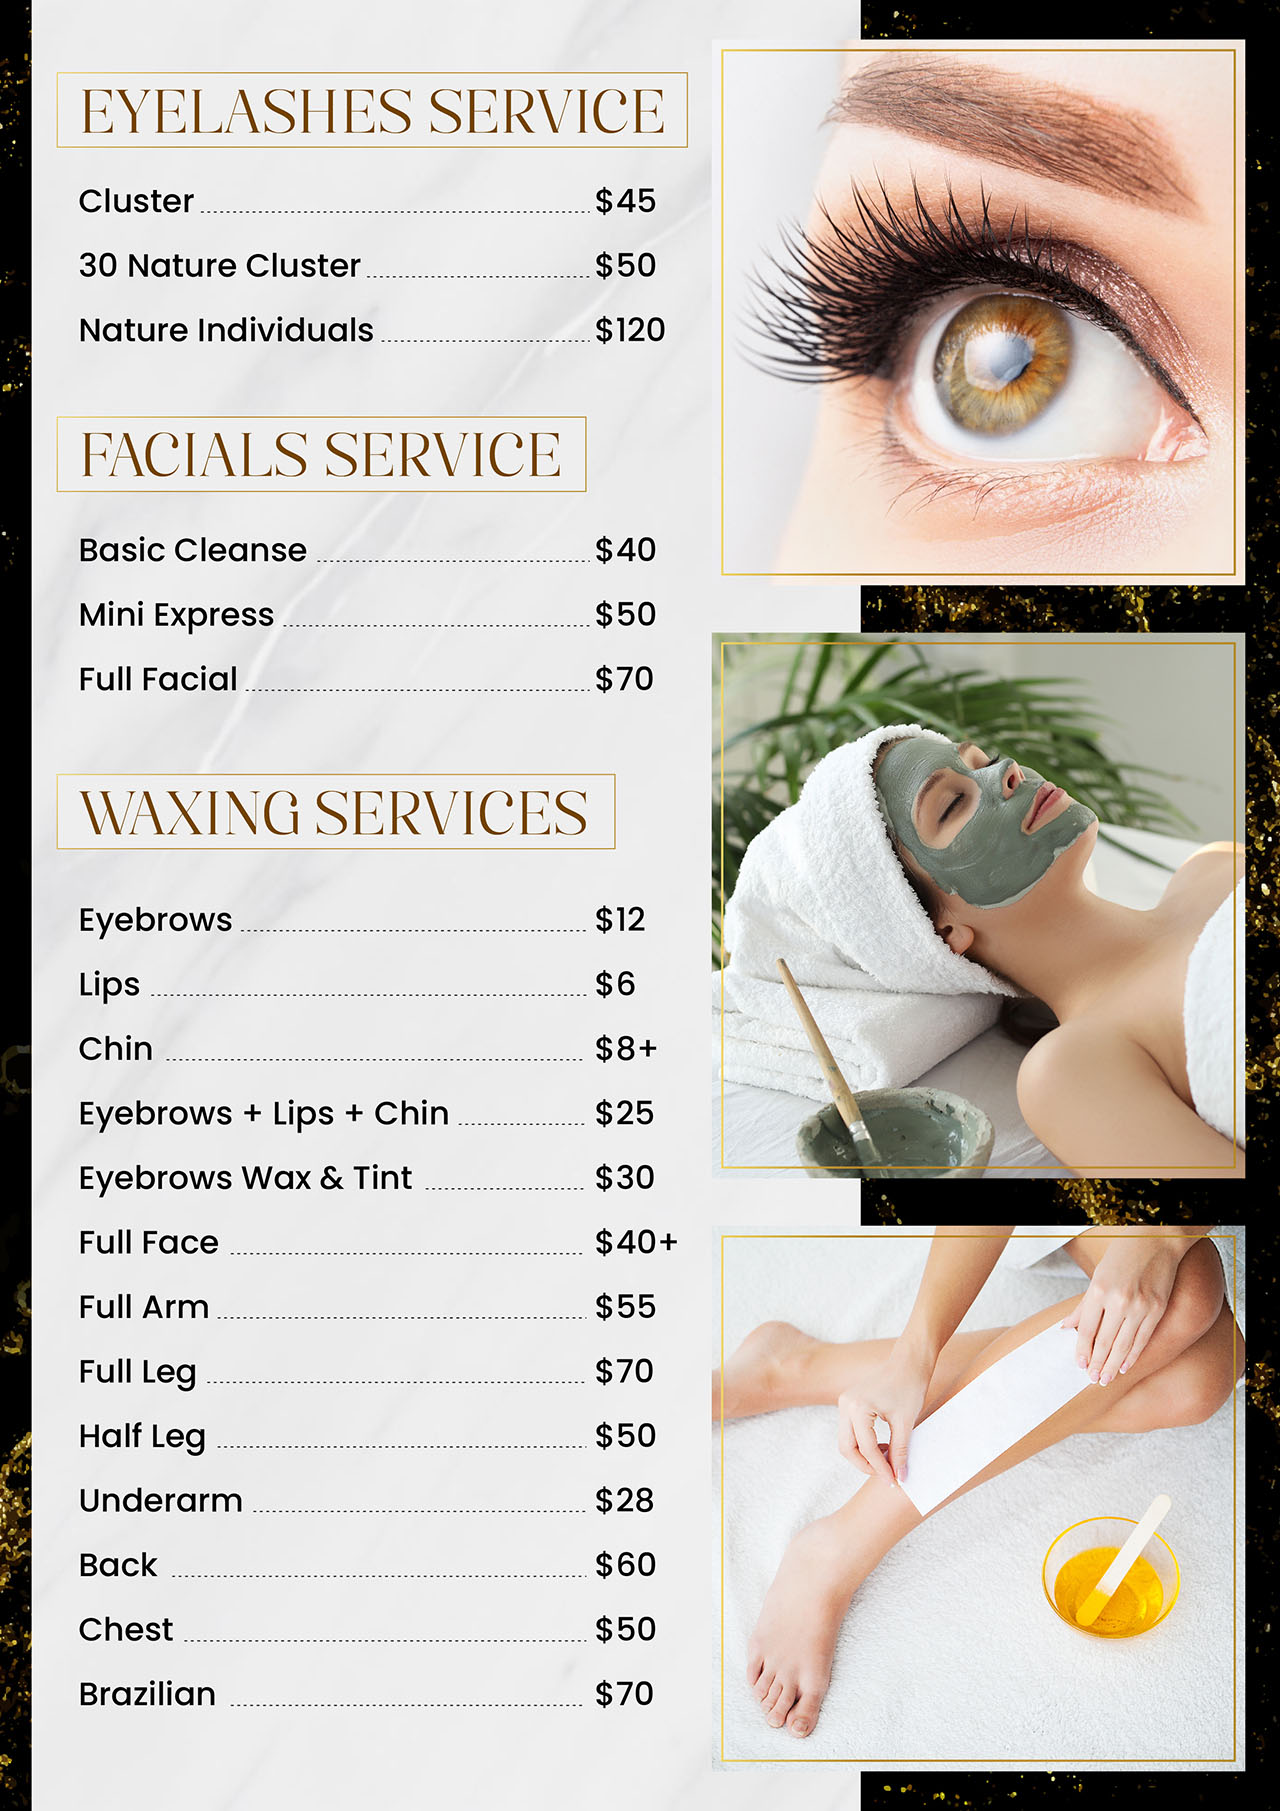 EYELASHES SERVICE
Cluster $45
30 Nature Cluster $50
Nature Individuals $120
FACIALS SERVICE
Basic Cleanse $40
Mini Express $50
Full Facial $70
WAXING SERVICES
Eyebrows $12
Lips $6
Chin $8+
Eyebrows + Lips + Chin $25
Eyebrows Wax & Tint $30
Full Face $40+
Full Arm $55
Full Leg $70
Half Leg $50
Underarm $28
Back $60
Chest $50
Brazilian $70